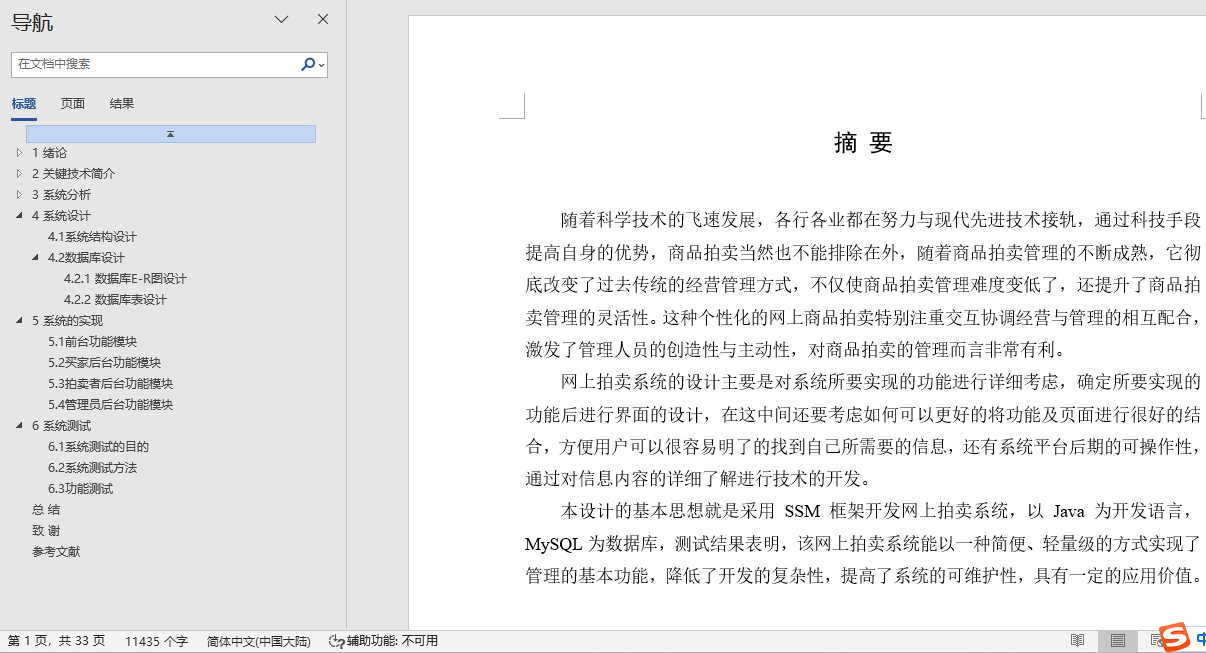 导航
在文档中搜索
标题 页面 结果
1 绪论
2 关键技术简介
3 系统分析
4 系统设计
4.1系统结构设计
4.2数据库设计
4.2.1 数据库E-R图设计
4.2.2 数据库表设计
5 系统的实现
5.1前台功能模块
5.2买家后台功能模块
5.3拍卖者后台功能模块
5.4管理员后台功能模块
6 系统测试
6.1系统测试的目的
6.2系统测试方法
6.3功能测试
总 结
致 谢
参考文献
摘 要
随着科学技术的飞速发展，各行各业都在努力与现代先进技术接轨，通过科技手段
提高自身的优势，商品拍卖当然也不能排除在外，随着商品拍卖管理的不断成熟，它彻
底改变了过去传统的经营管理方式，不仅使商品拍卖管理难度变低了，还提升了商品拍
卖管理的灵活性。这种个性化的网上商品拍卖特别注重交互协调经营与管理的相互配合，
激发了管理人员的创造性与主动性，对商品拍卖的管理而言非常有利。
网上拍卖系统的设计主要是对系统所要实现的功能进行详细考虑，确定所要实现的
功能后进行界面的设计，在这中间还要考虑如何可以更好的将功能及页面进行很好的结
合，方便用户可以很容易明了的找到自己所需要的信息，还有系统平台后期的可操作性，
通过对信息内容的详细了解进行技术的开发。
本设计的基本思想就是采用 SSM 框架开发网上拍卖系统，以 Java 为开发语言，
MySQL 为数据库，测试结果表明，该网上拍卖系统能以一种简便、轻量级的方式实现了
管理的基本功能，降低了开发的复杂性，提高了系统的可维护性，具有一定的应用价值。
第 1 页，共 33 页 11435 个字 简体中文(中国大陆) 辅助功能: 不可用
S 中